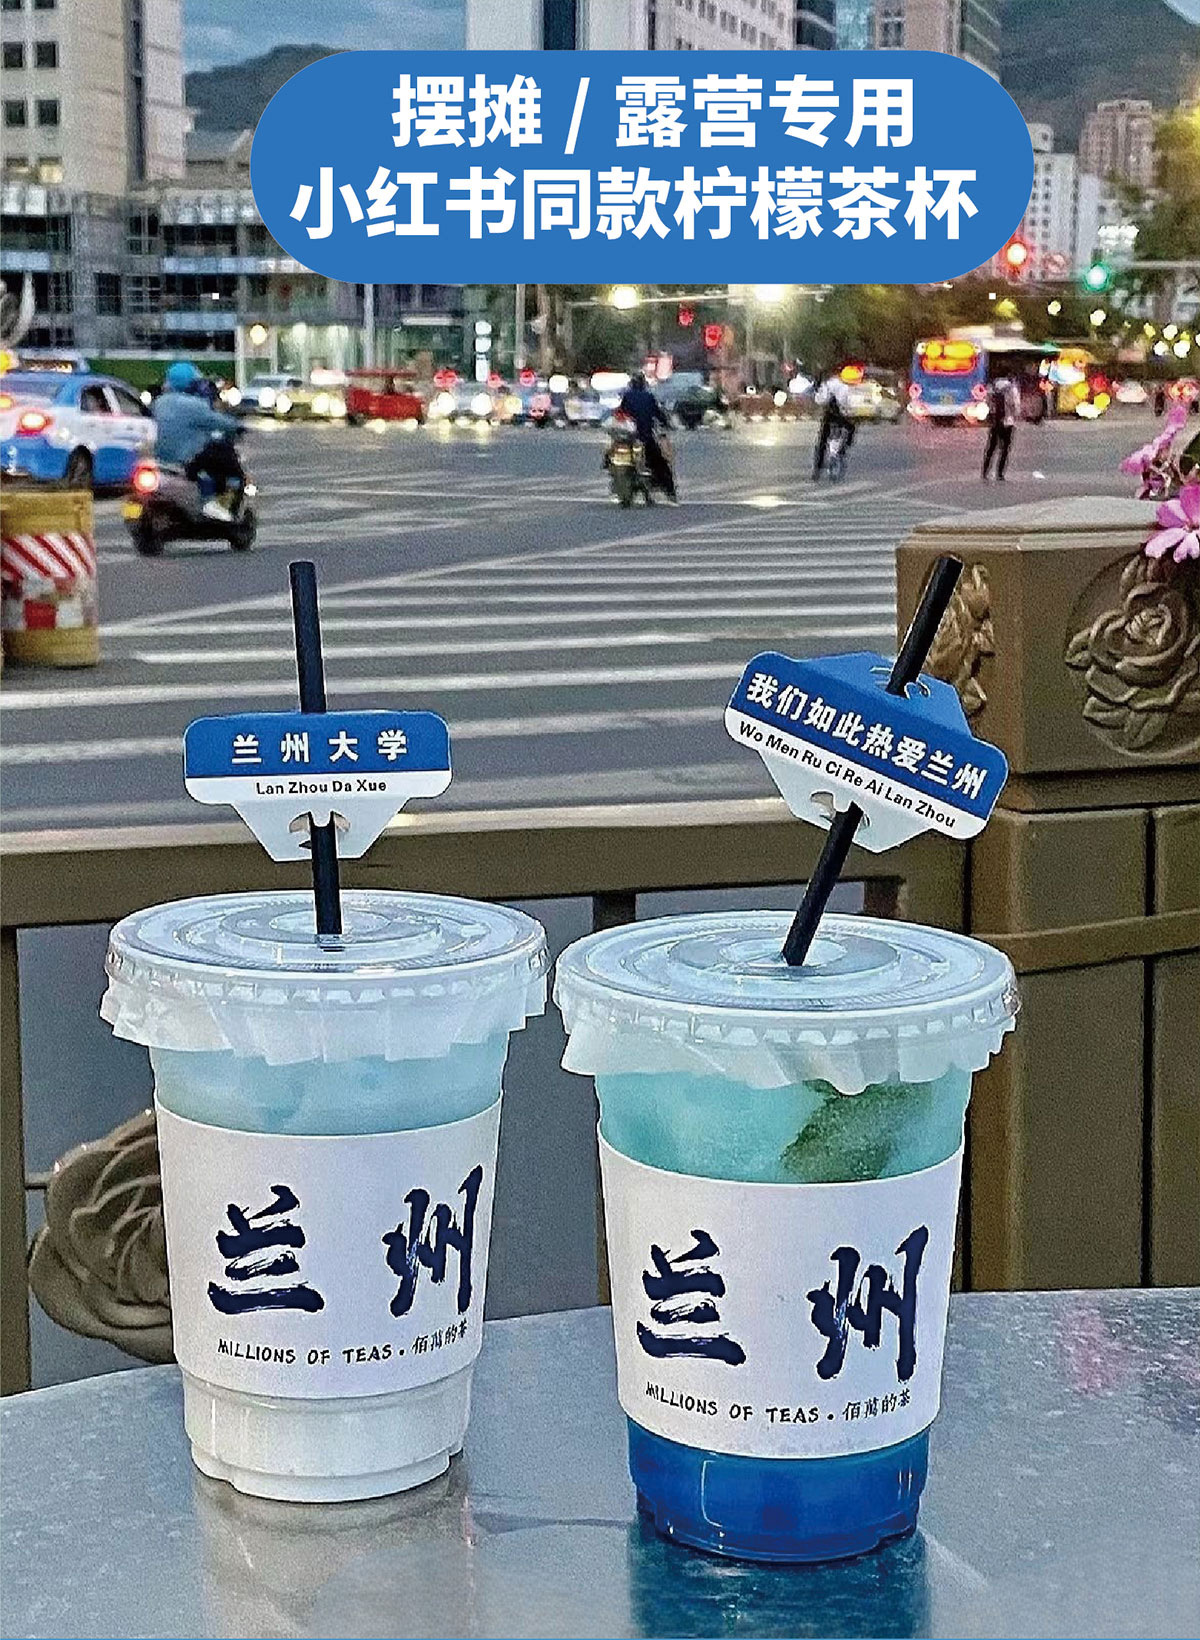 摆摊 / 露营专用
小红书同款柠檬茶杯
兰州大学
Lan Zhou Da Xue
我们如此热爱兰州
Wo Men Ru Ci Re Ai Lan Zhou
兰州
MILLIONS OF TEAS . 佰萬的茶
兰州
MILLIONS OF TEAS . 佰萬的茶